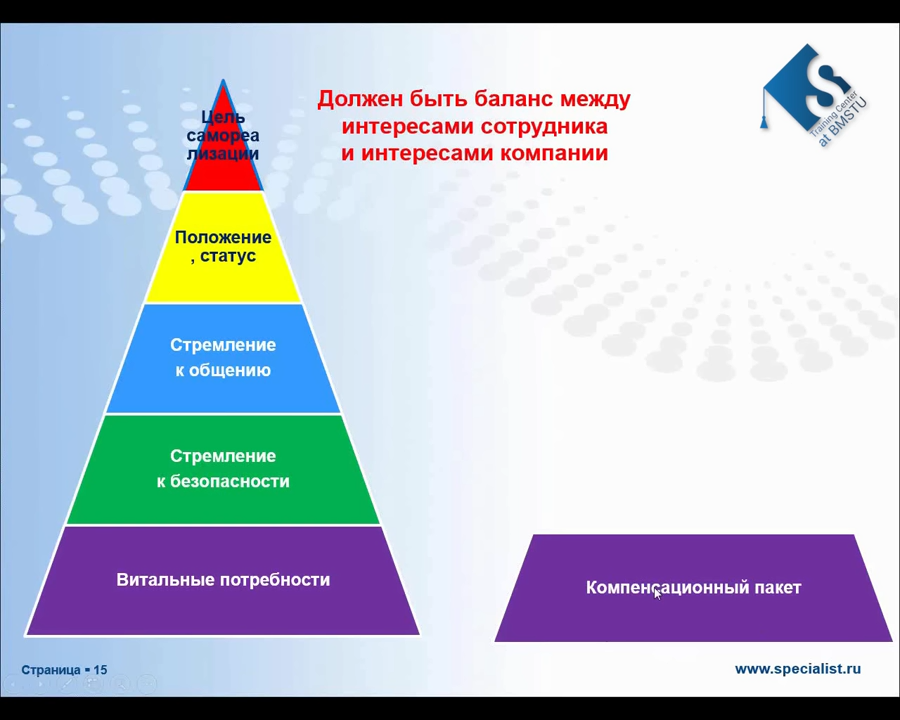 Должен быть баланс между
интересами сотрудника
и интересами компании
S
Training Center
at BMSTU
Цель
самореа
лизации
Положение
, статус
Стремление
к общению
Стремление
к безопасности
Витальные потребности
Компенсационный пакет
Страница ▪ 15
www.specialist.ru